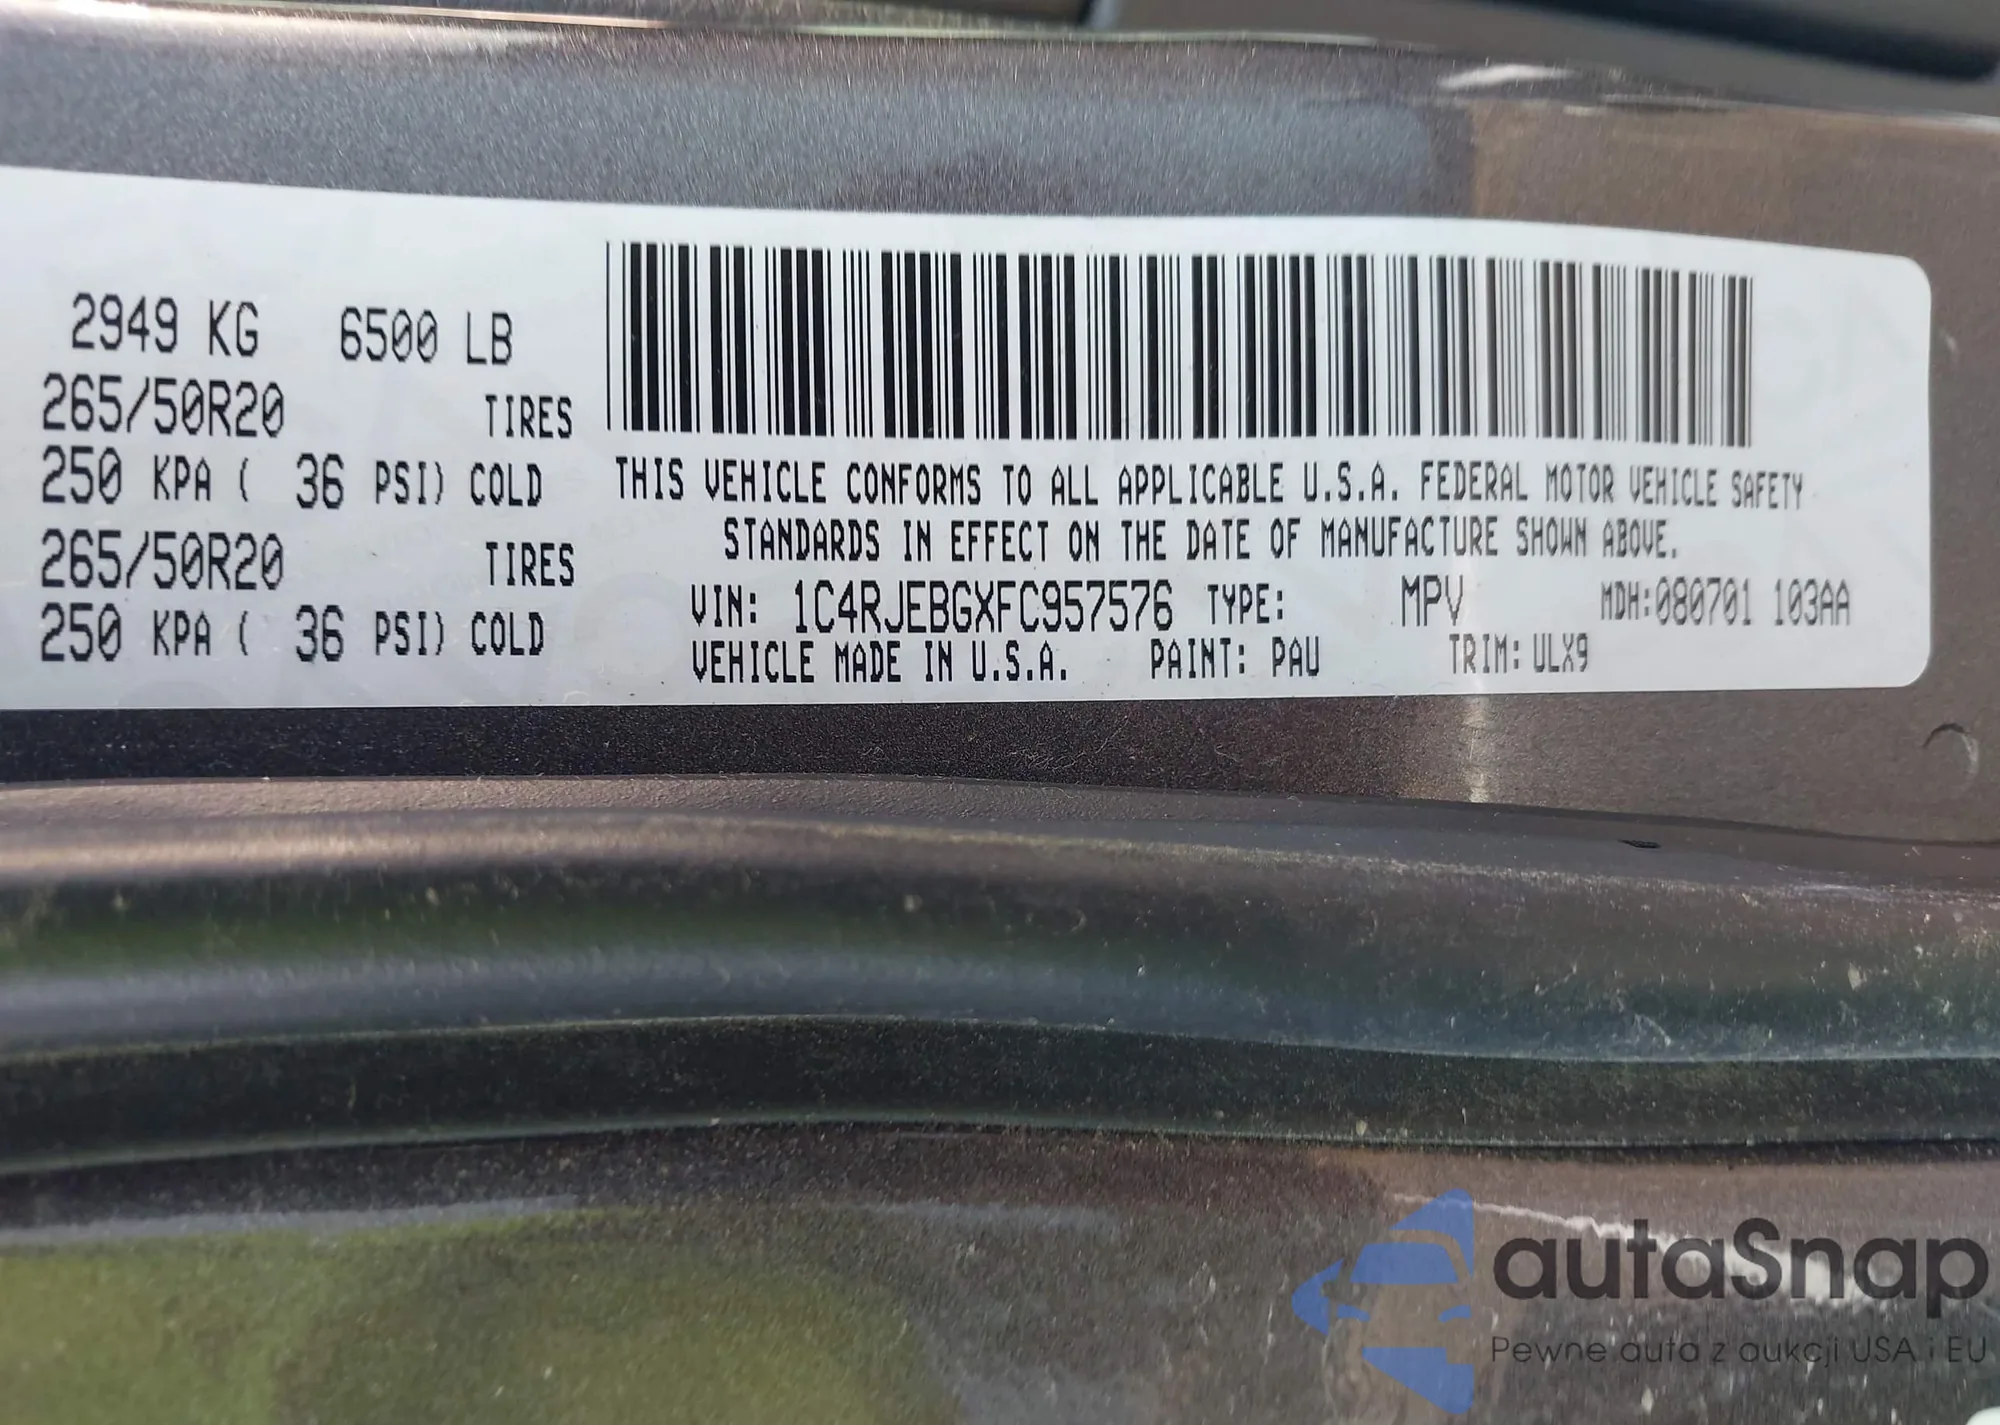 2949 KG 6500 LB
265/50R20 TIRES
250 KPA ( 36 PSI) COLD
265/50R20 TIRES
250 KPA ( 36 PSI) COLD
THIS VEHICLE CONFORMS TO ALL APPLICABLE U.S.A. FEDERAL MOTOR VEHICLE SAFETY
STANDARDS IN EFFECT ON THE DATE OF MANUFACTURE SHOWN ABOVE.
VIN: 1C4RJEBGXFC957576 TYPE: MPV MDH:080701 103AA
VEHICLE MADE IN U.S.A. PAINT: PAU TRIM: ULX9
autaSnap
Pewne auta z aukcji USA i EU